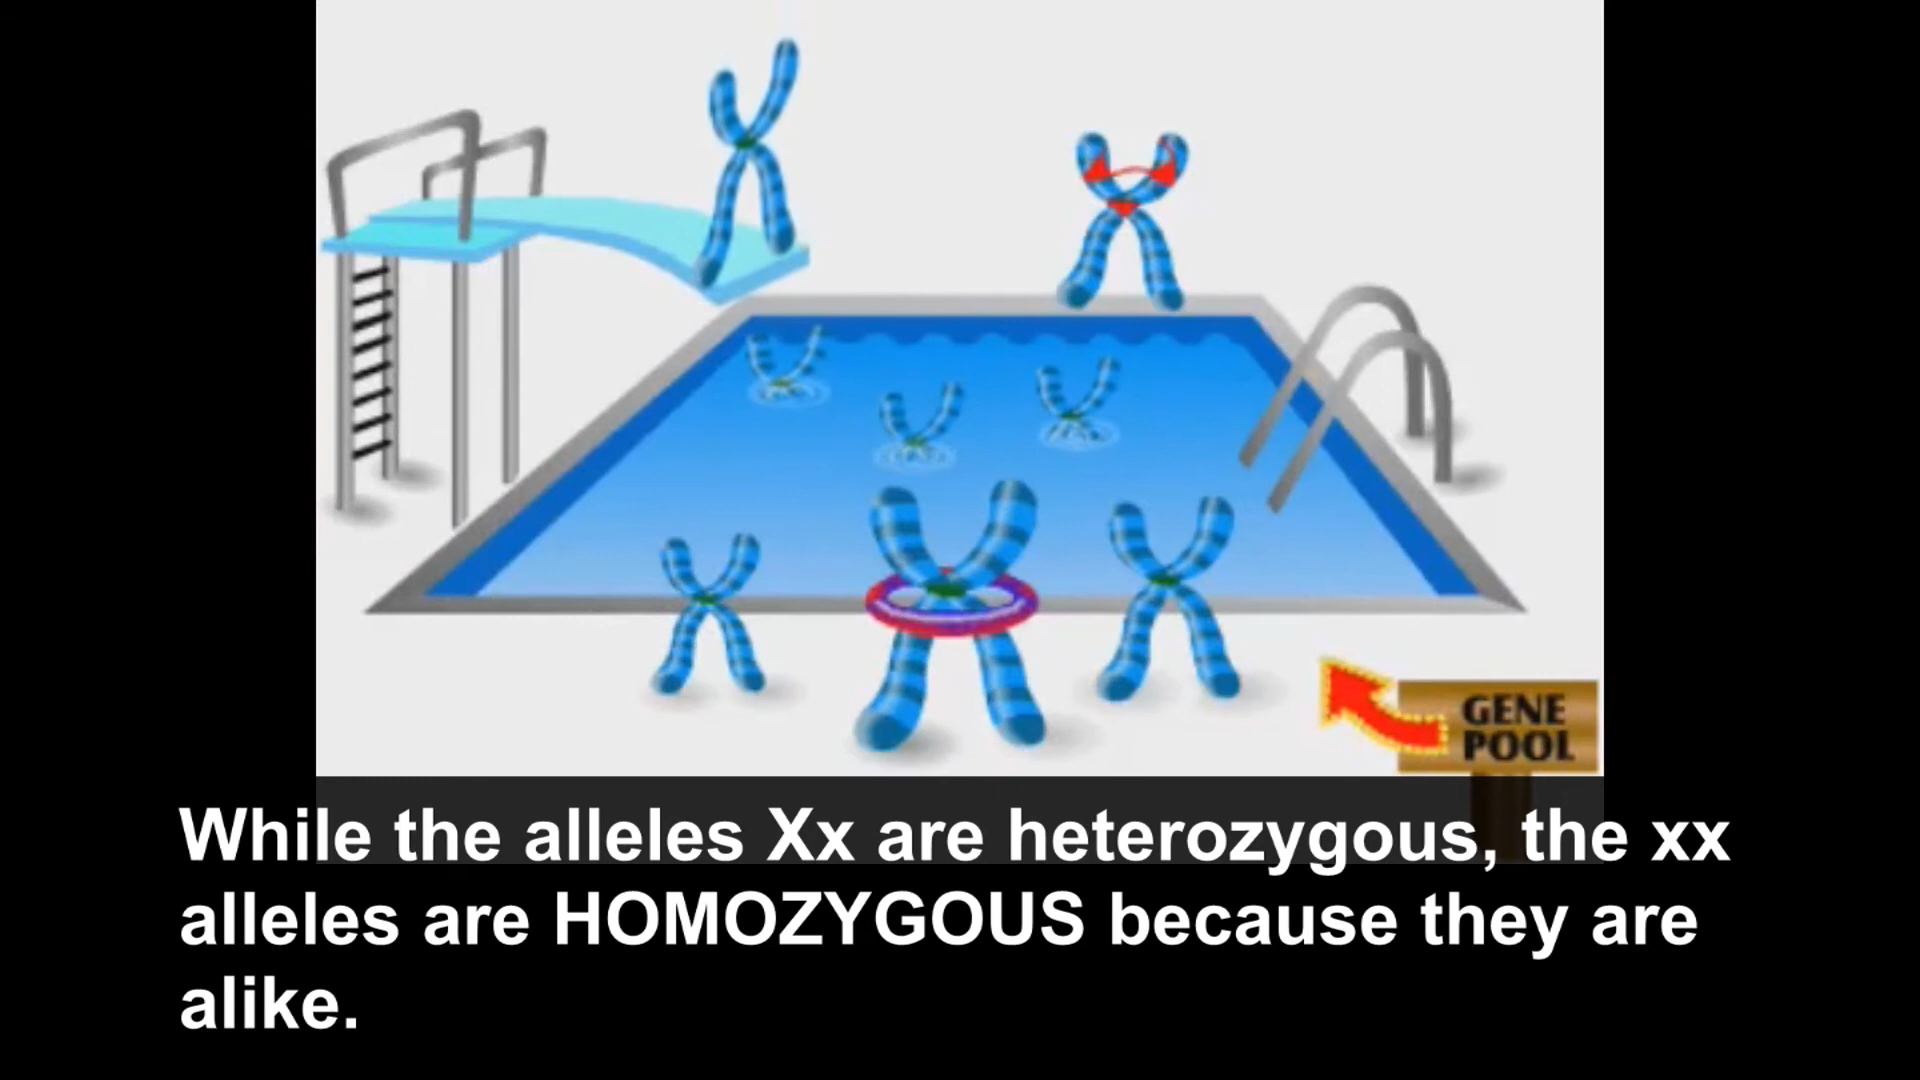 GENE
POOL
While the alleles Xx are heterozygous, the xx
alleles are HOMOZYGOUS because they are
alike.